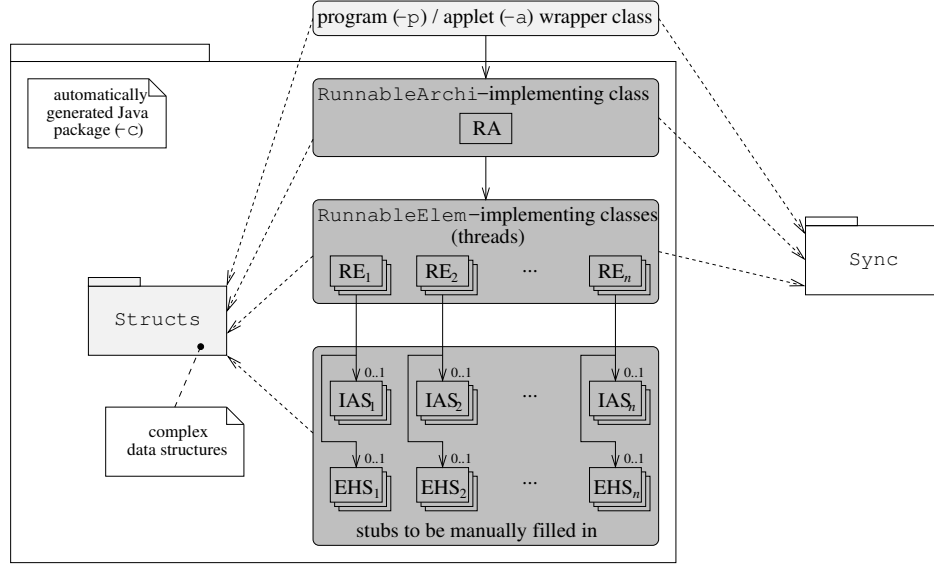 program (-p) / applet (-a) wrapper class
automatically
generated Java
package (-c)
RunnableArchi-implementing class
RA
RunnableElem-implementing classes
(threads)
RE1 RE2 ... REn
Structs
Sync
0..1 0..1 0..1
IAS1 IAS2 ... IASn
complex
data structures
0..1 0..1 0..1
EHS1 EHS2 ... EHSn
stubs to be manually filled in